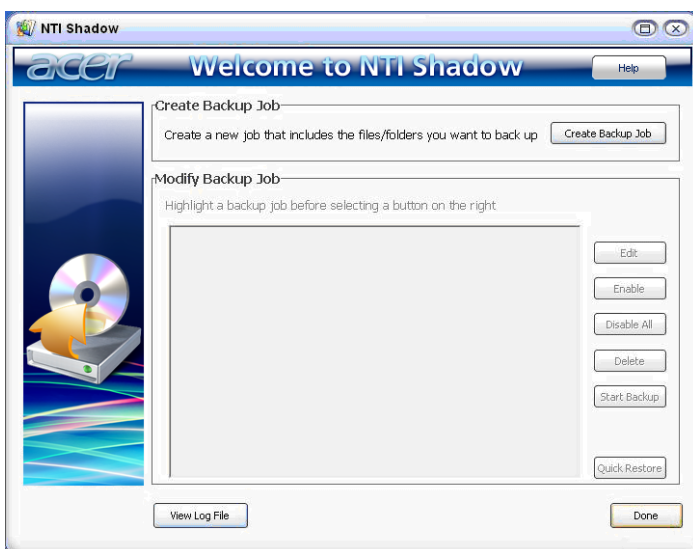 NTI Shadow
acer
Welcome to NTI Shadow
Help
Create Backup Job
Create a new job that includes the files/folders you want to back up
Create Backup Job
Modify Backup Job
Highlight a backup job before selecting a button on the right
Edit
Enable
Disable All
Delete
Start Backup
Quick Restore
View Log File
Done